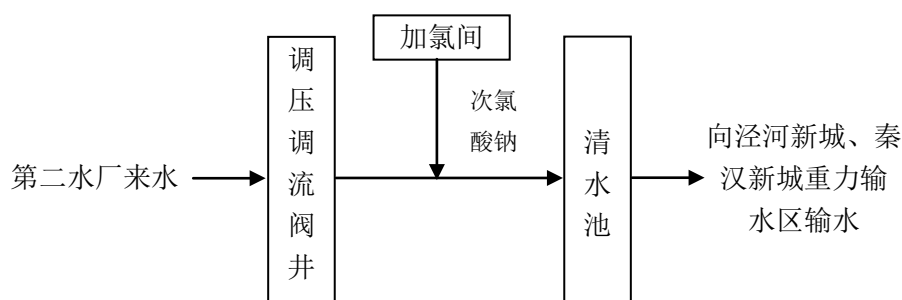 第二水厂来水
调压调流阀井
加氯间
次氯
酸钠
清水池
向泾河新城、秦
汉新城重力输
水区输水